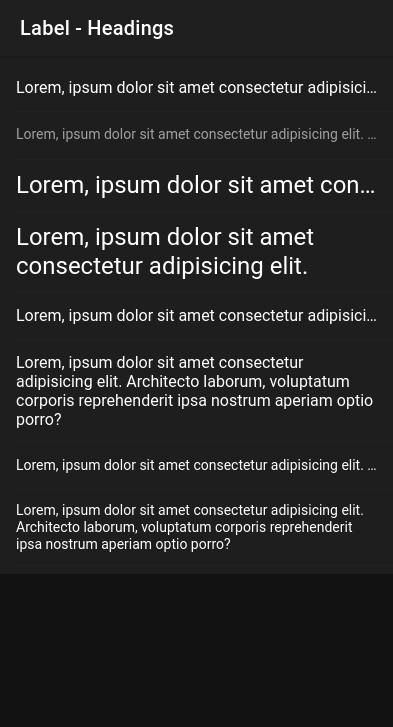 Label - Headings
Lorem, ipsum dolor sit amet consectetur adipisici...
Lorem, ipsum dolor sit amet consectetur adipisicing elit. ...
Lorem, ipsum dolor sit amet con...
Lorem, ipsum dolor sit amet
consectetur adipisicing elit.
Lorem, ipsum dolor sit amet consectetur adipisici...
Lorem, ipsum dolor sit amet consectetur
adipisicing elit. Architecto laborum, voluptatum
corporis reprehenderit ipsa nostrum aperiam optio
porro?
Lorem, ipsum dolor sit amet consectetur adipisicing elit. ...
Lorem, ipsum dolor sit amet consectetur adipisicing elit.
Architecto laborum, voluptatum corporis reprehenderit
ipsa nostrum aperiam optio porro?